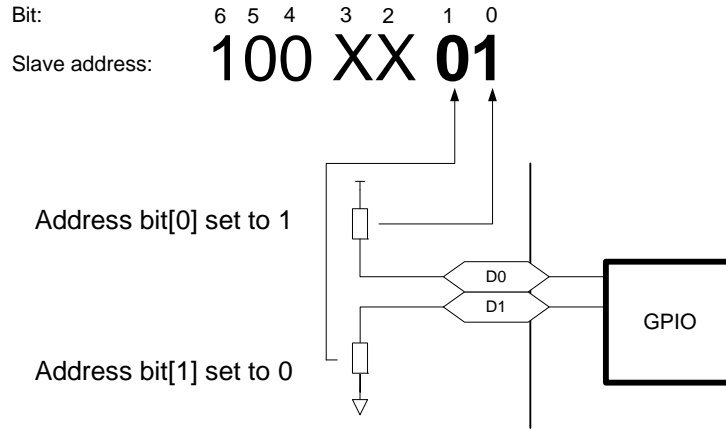 Bit: 6 5 4 3 2 1 0
Slave address: 100 XX 01
Address bit[0] set to 1
D0
D1
GPIO
Address bit[1] set to 0